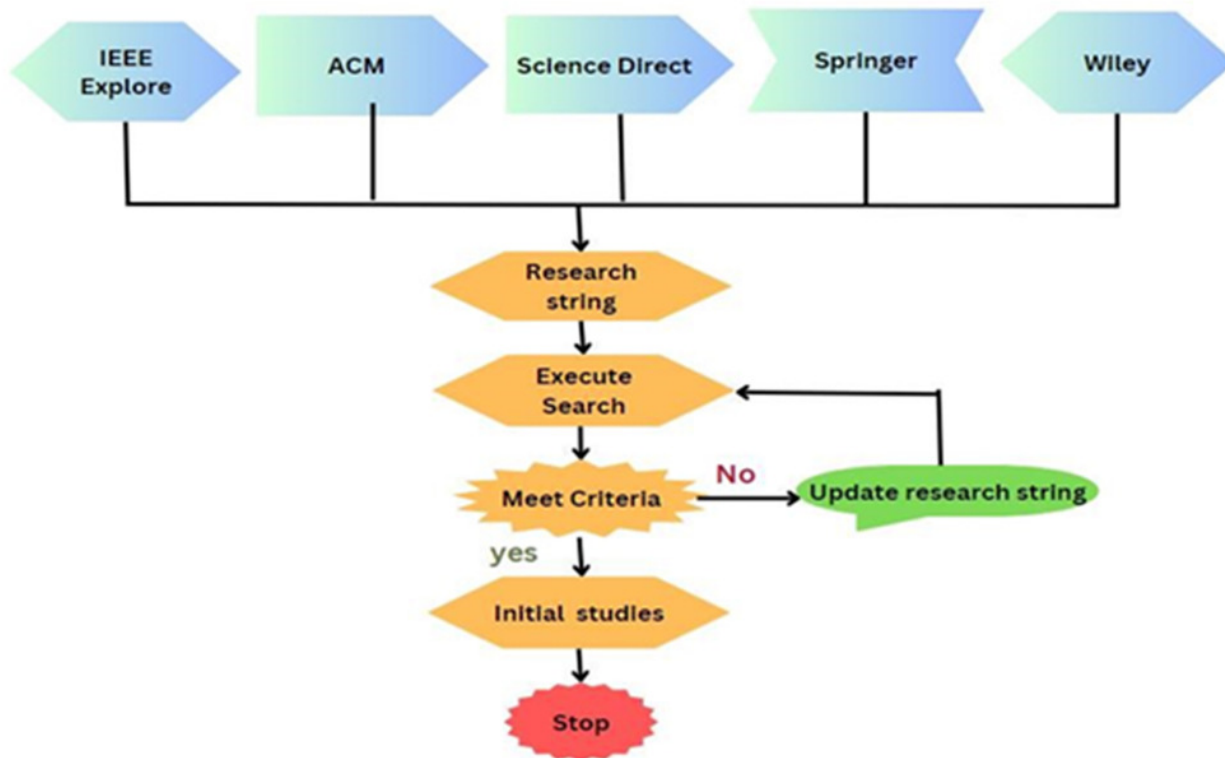 IEEE
Explore
ACM
Science Direct
Springer
Wiley
Research
string
Execute
Search
Meet Criteria
No
Update research string
yes
Initial studies
Stop